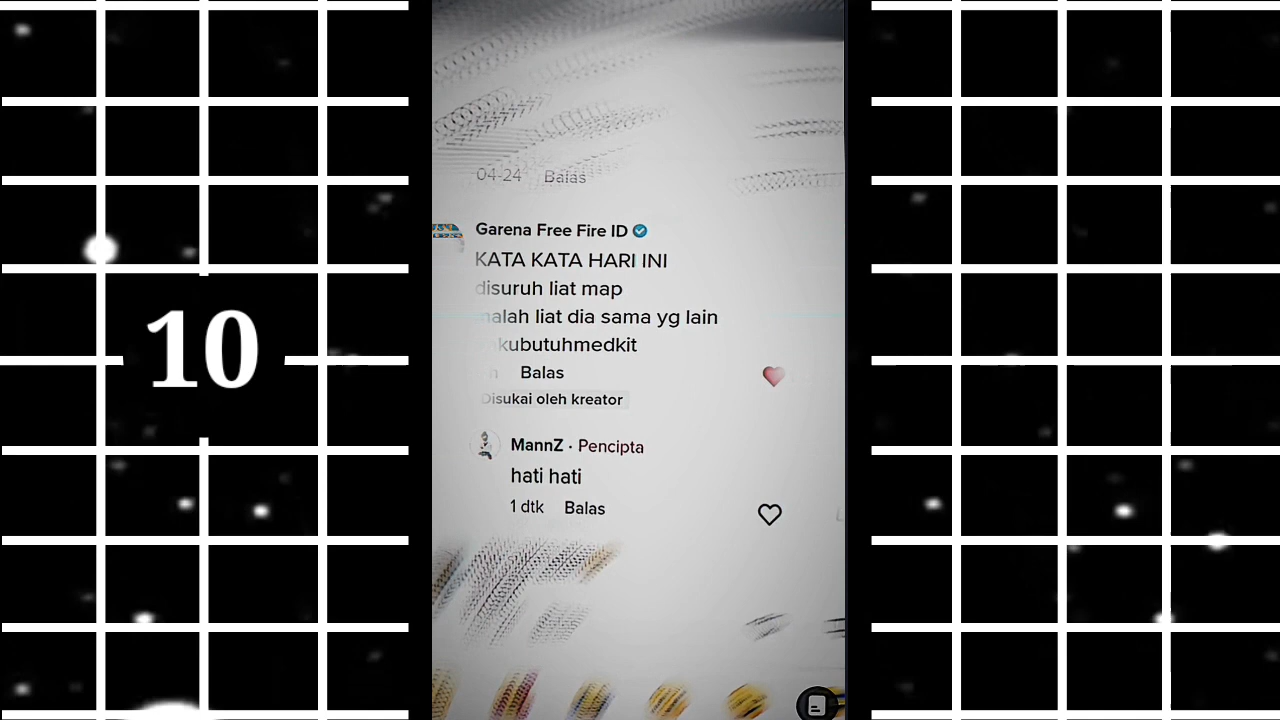 10
04-24 Balas
Garena Free Fire ID
KATA KATA HARI INI
disuruh liat map
malah liat dia sama yg lain
Balas
Disukai oleh kreator
MannZ · Pencipta
hati hati
1 dtk Balas